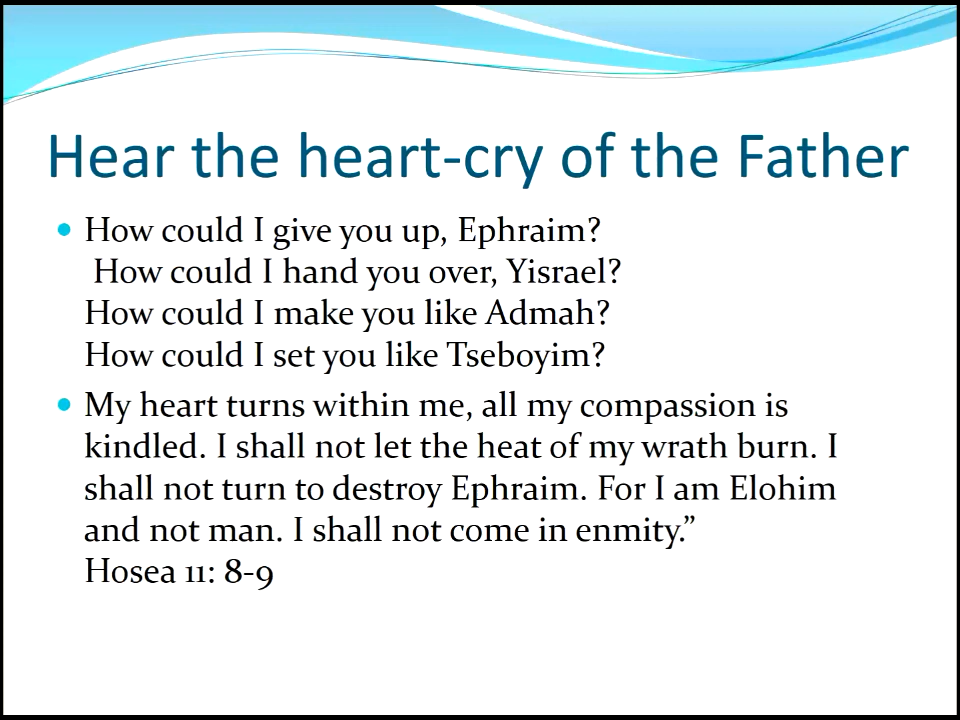 Hear the heart-cry of the Father
• How could I give you up, Ephraim?
How could I hand you over, Yisrael?
How could I make you like Admah?
How could I set you like Tseboyim?
• My heart turns within me, all my compassion is
kindled. I shall not let the heat of my wrath burn. I
shall not turn to destroy Ephraim. For I am Elohim
and not man. I shall not come in enmity.”
Hosea 11: 8-9